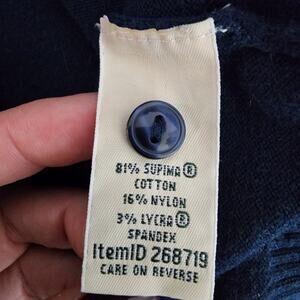 81% SUPIMA®
COTTON
16% NYLON
3% LYCRA®
SPANDEX
ItemID 268719
CARE ON REVERSE